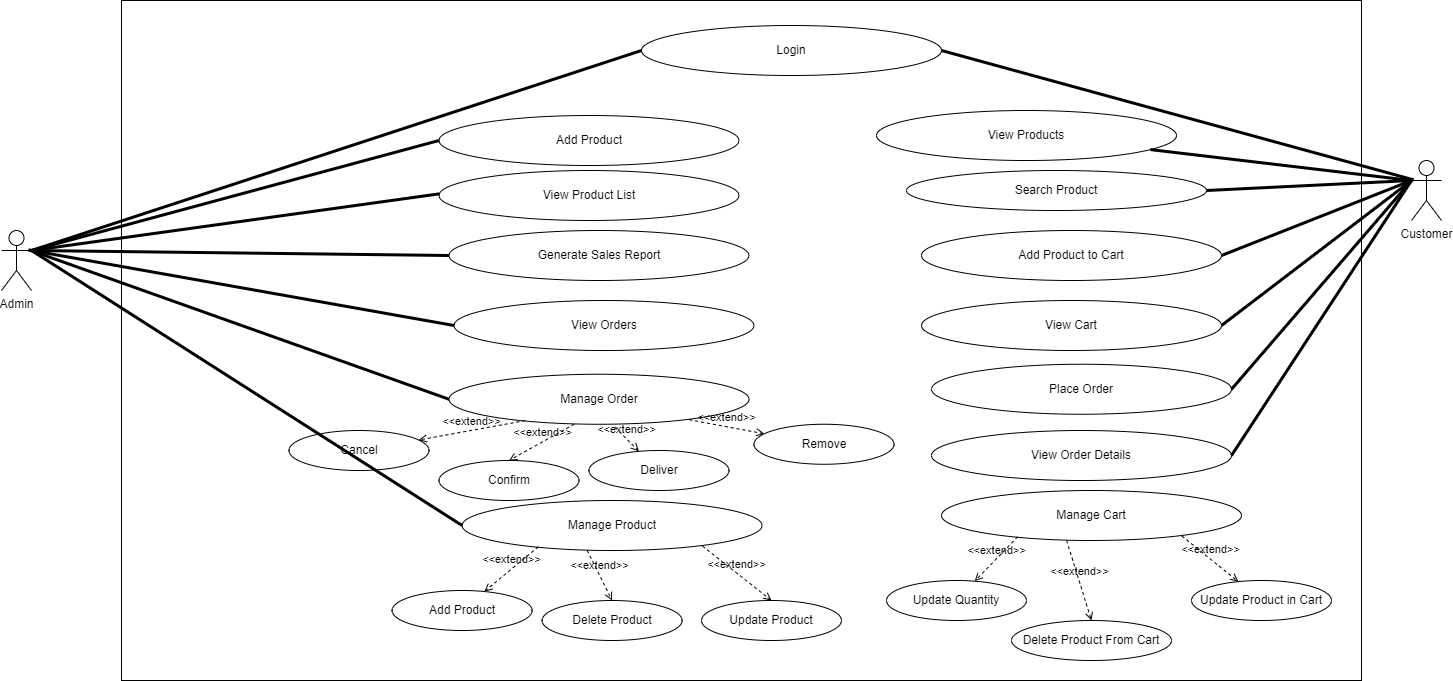 Login
Add Product
View Products
View Product List
Search Product
Generate Sales Report
Add Product to Cart
View Orders
View Cart
Admin
Customer
Manage Order
Place Order
<<extend>>
<<extend>>
<<extend>>
<<extend>>
Cancel
Confirm
Deliver
Remove
View Order Details
Manage Product
Manage Cart
<<extend>>
<<extend>>
<<extend>>
<<extend>>
<<extend>>
<<extend>>
Add Product
Delete Product
Update Product
Update Quantity
Delete Product From Cart
Update Product in Cart